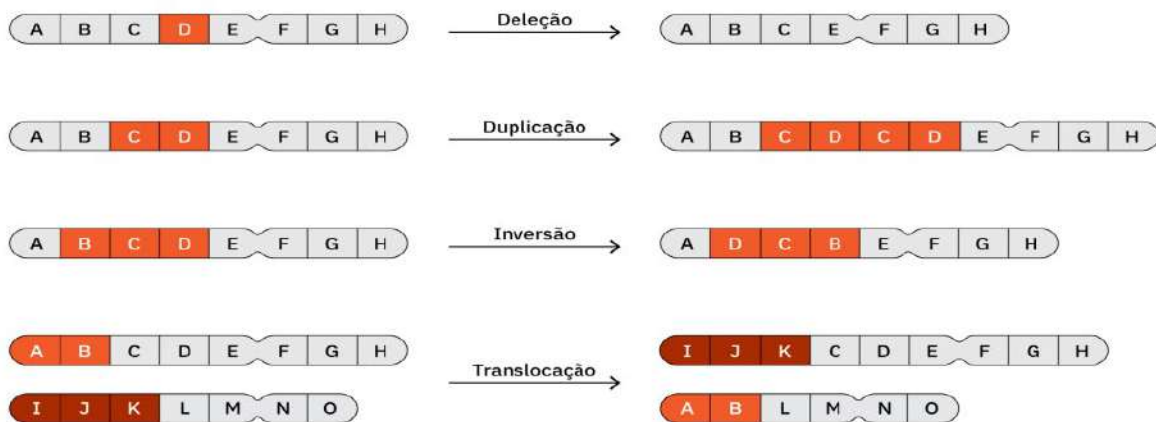 A B C D E F G H
Deleção
A B C E F G H
A B C D E F G H
Duplicação
A B C D C D E F G H
A B C D E F G H
Inversão
A D C B E F G H
A B C D E F G H
I J K L M N O
Translocação
I J K C D E F G H
A B L M N O